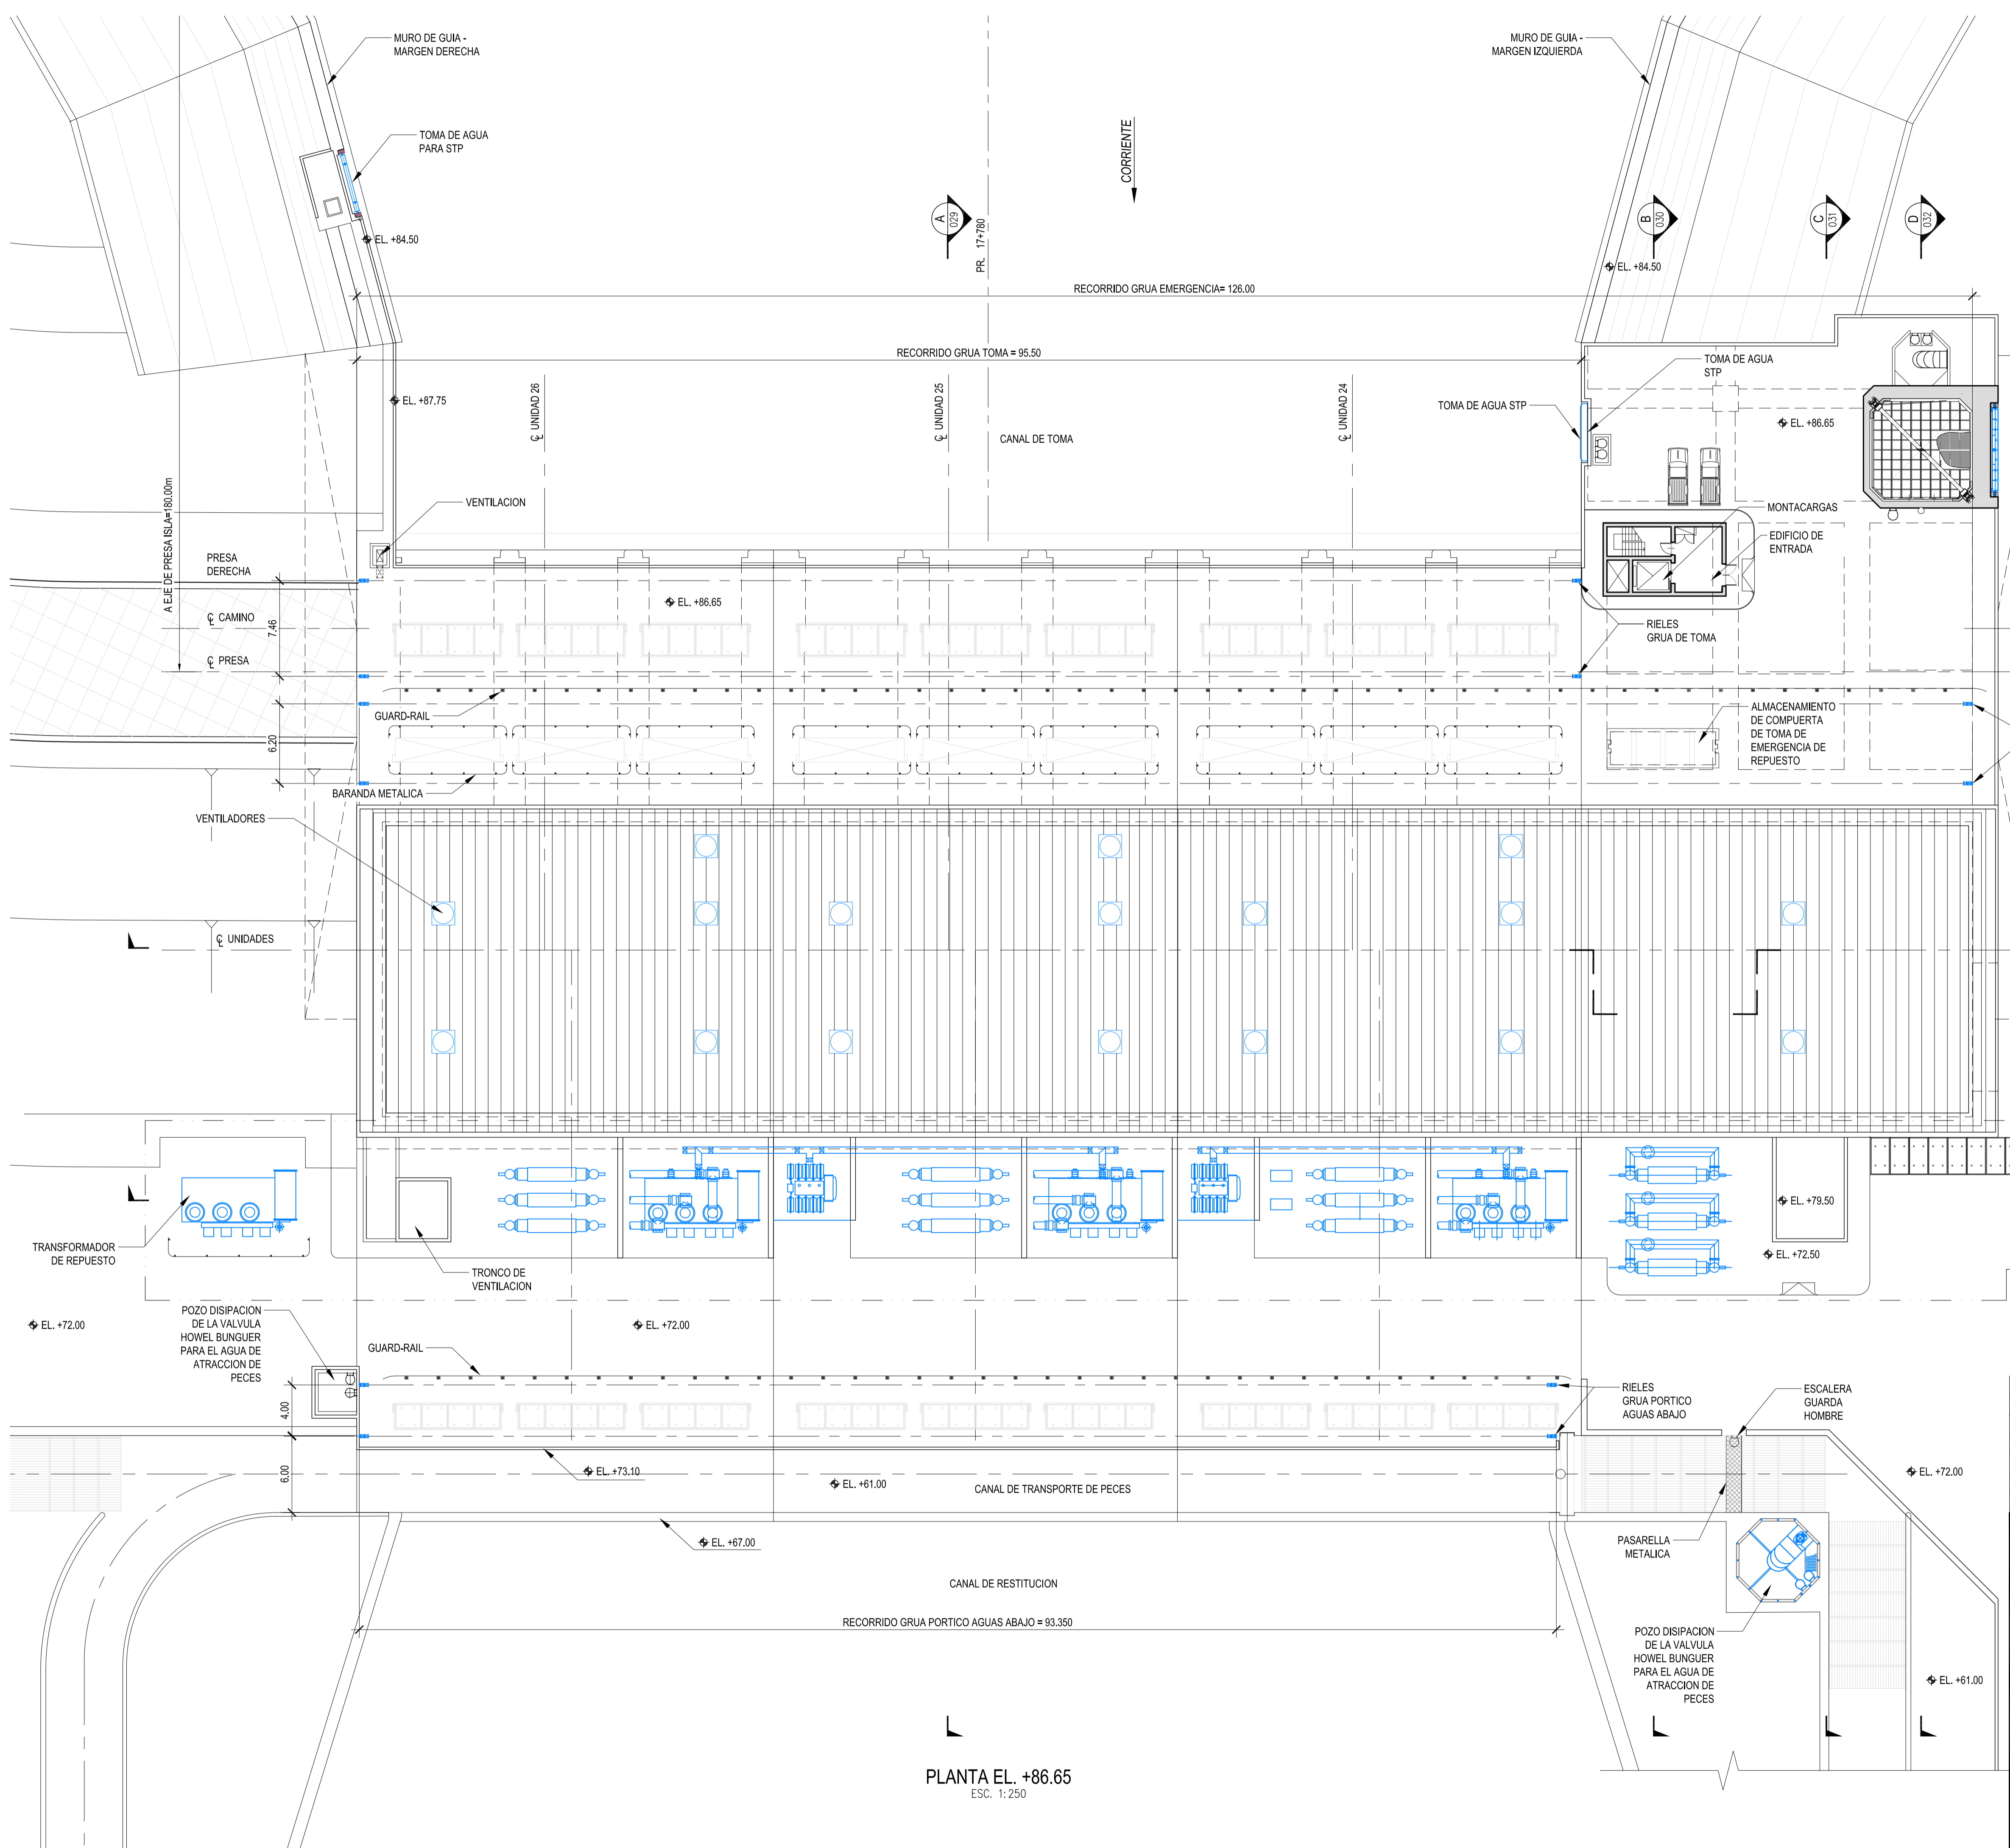 MURO DE GUIA -
MARGEN DERECHA
MURO DE GUIA -
MARGEN IZQUIERDA
TOMA DE AGUA
PARA STP
CORRIENTE
A
029
PR. 17+780
B
030
C
031
D
032
EL. +84.50
EL. +84.50
RECORRIDO GRUA EMERGENCIA= 126.00
RECORRIDO GRUA TOMA = 95.50
TOMA DE AGUA
STP
EL. +87.75
℄ UNIDAD 26
℄ UNIDAD 25
℄ UNIDAD 24
TOMA DE AGUA STP
EL. +86.65
CANAL DE TOMA
A EJE DE PRESA ISLA=180.00m
VENTILACION
MONTACARGAS
EDIFICIO DE
ENTRADA
PRESA
DERECHA
EL. +86.65
℄ CAMINO
7.46
RIELES
GRUA DE TOMA
℄ PRESA
GUARD-RAIL
ALMACENAMIENTO
DE COMPUERTA
DE TOMA DE
EMERGENCIA DE
REPUESTO
6.20
BARANDA METALICA
VENTILADORES
℄ UNIDADES
EL. +79.50
TRANSFORMADOR
DE REPUESTO
EL. +72.50
TRONCO DE
VENTILACION
POZO DISIPACION
DE LA VALVULA
HOWEL BUNGUER
PARA EL AGUA DE
ATRACCION DE
PECES
EL. +72.00
EL. +72.00
GUARD-RAIL
4.00
RIELES
GRUA PORTICO
AGUAS ABAJO
ESCALERA
GUARDA
HOMBRE
6.00
EL. +73.10
EL. +61.00
CANAL DE TRANSPORTE DE PECES
EL. +72.00
EL. +67.00
PASARELLA
METALICA
CANAL DE RESTITUCION
RECORRIDO GRUA PORTICO AGUAS ABAJO = 93.350
POZO DISIPACION
DE LA VALVULA
HOWEL BUNGUER
PARA EL AGUA DE
ATRACCION DE
PECES
EL. +61.00
PLANTA EL. +86.65
ESC. 1:250